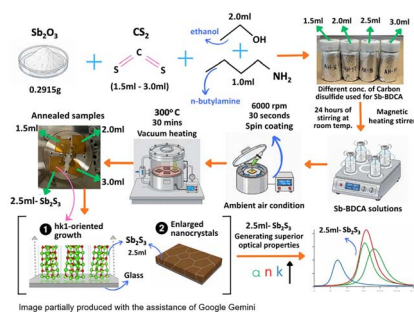 Sb₂O₃
0.2915g
CS₂
S
C
S
(1.5ml - 3.0ml)
2.0ml
ethanol
OH
NH₂
1.0ml
n-butylamine
1.5ml
2.0ml
2.5ml
3.0ml
Different conc. of Carbon
disulfide used for Sb-BDCA
24 hours of
stirring at
room temp.
Magnetic
heating stirrer
Sb-BDCA solutions
6000 rpm
30 seconds
Spin coating
Ambient air condition
300° C
30 mins
Vacuum heating
Annealed samples
1.5ml
2.0ml
3.0ml
2.5ml- Sb₂S₃
1
hk1-oriented
growth
2
Enlarged
nanocrystals
Sb₂S₃
2.5ml
Glass
2.5ml- Sb₂S₃
Generating superior
optical properties
α n k
2.5ml- Sb₂S₃
Image partially produced with the assistance of Google Gemini